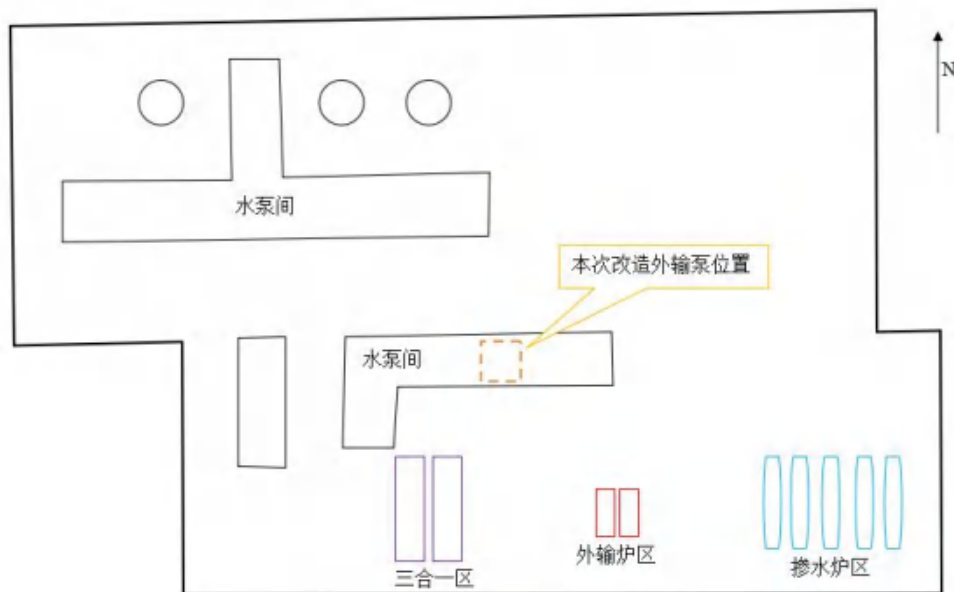 N
水泵间
本次改造外输泵位置
水泵间
外输炉区
掺水炉区
三合一区